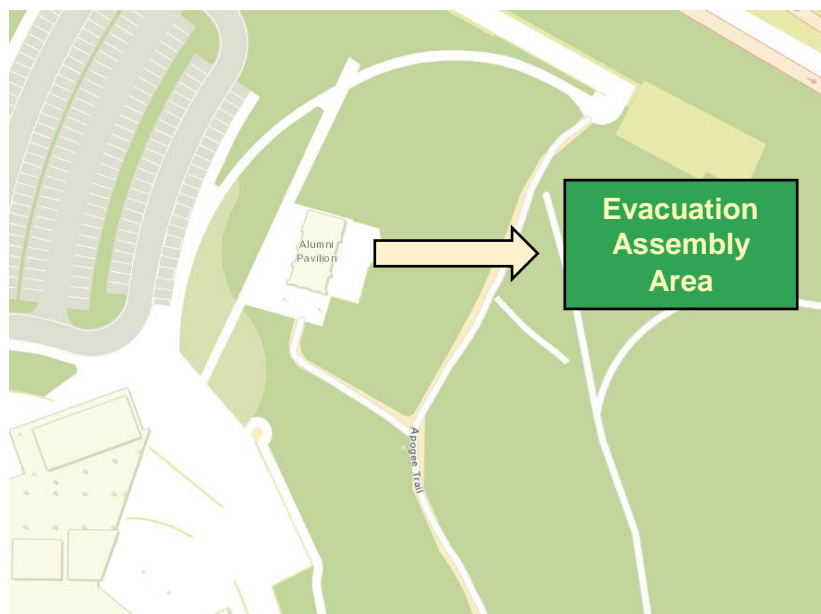 Evacuation
Assembly
Area
Alumni
Pavilion
Apogee Trail